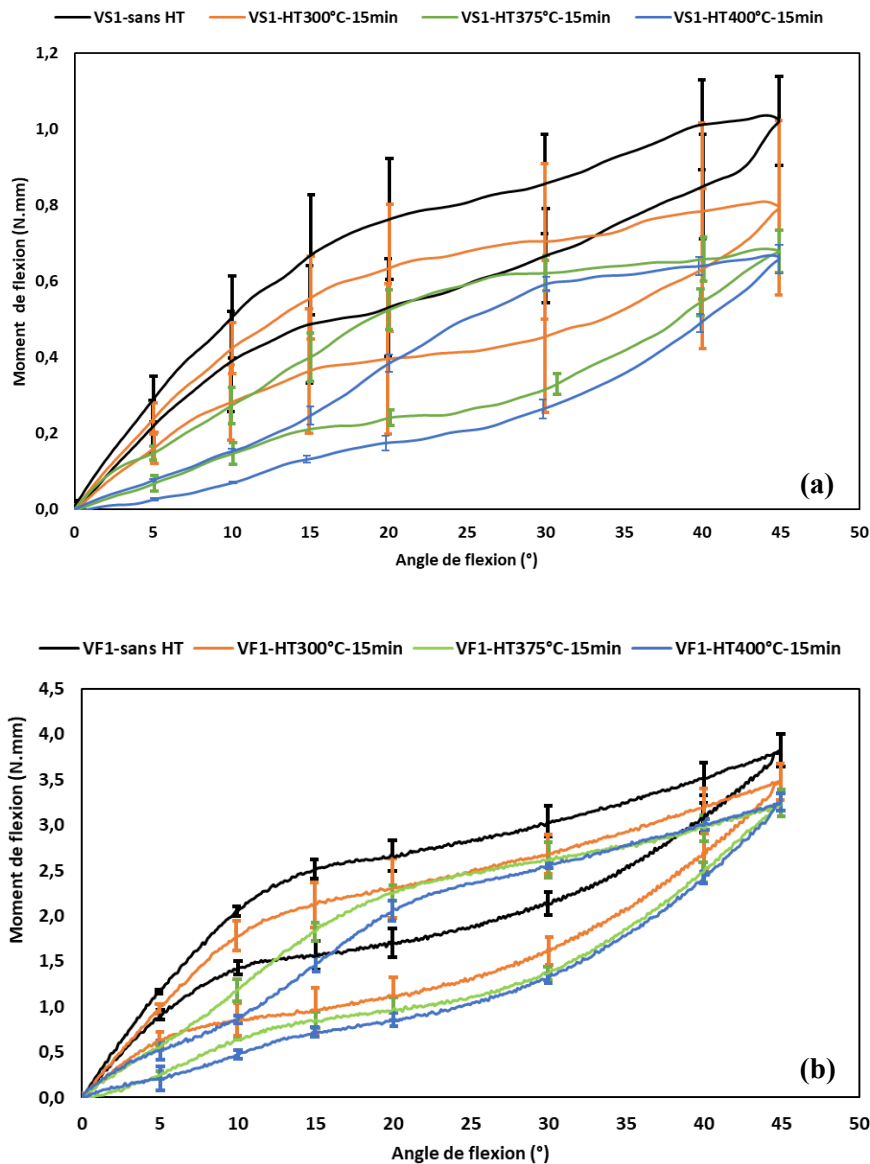 VS1-sans HT VS1-HT300°C-15min VS1-HT375°C-15min VS1-HT400°C-15min
1,2
1,0
0,8
0,6
0,4
0,2
0,0
Moment de flexion (N.mm)
0 5 10 15 20 25 30 35 40 45 50
Angle de flexion (°)
(a)
VF1-sans HT VF1-HT300°C-15min VF1-HT375°C-15min VF1-HT400°C-15min
4,5
4,0
3,5
3,0
2,5
2,0
1,5
1,0
0,5
0,0
Moment de flexion (N.mm)
0 5 10 15 20 25 30 35 40 45 50
Angle de flexion (°)
(b)